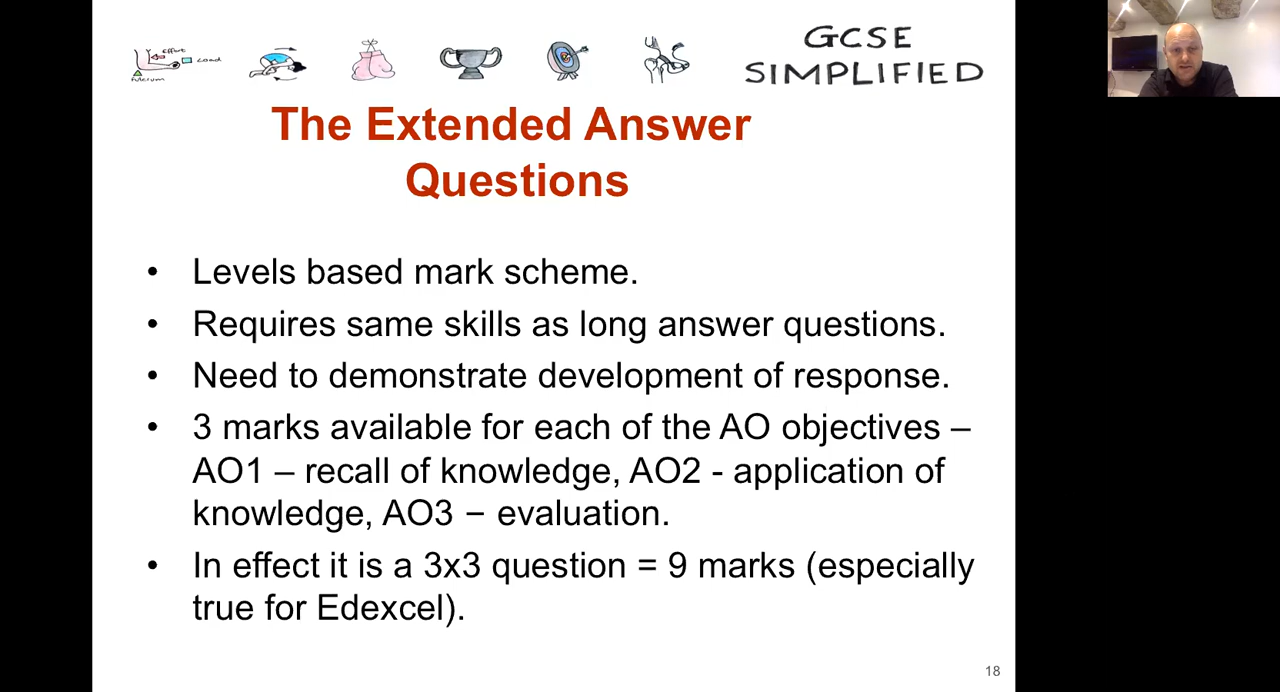 Effort
Load
fulcrum
GCSE
SIMPLIFIED
The Extended Answer
Questions
• Levels based mark scheme.
• Requires same skills as long answer questions.
• Need to demonstrate development of response.
• 3 marks available for each of the AO objectives –
AO1 – recall of knowledge, AO2 - application of
knowledge, AO3 – evaluation.
• In effect it is a 3x3 question = 9 marks (especially
true for Edexcel).
18